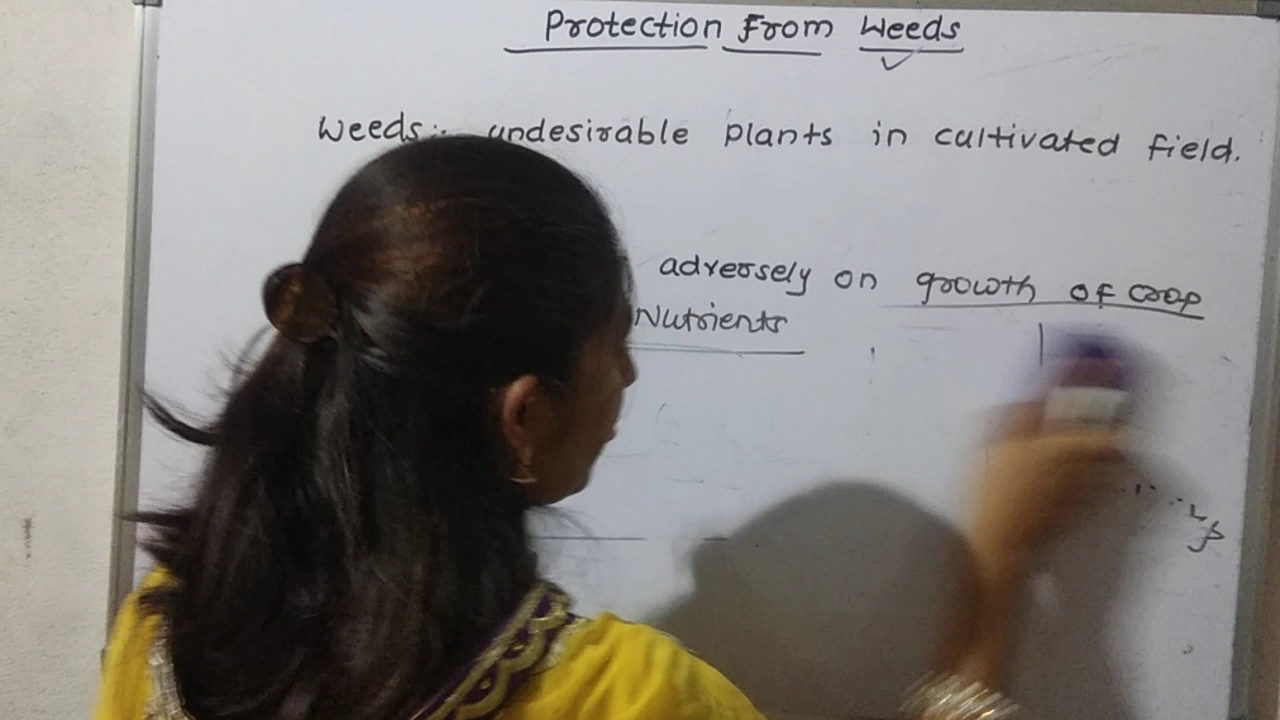 Protection From Weeds
Weeds:- undesirable plants in cultivated field.
adversely on growth of crop
Nutrients